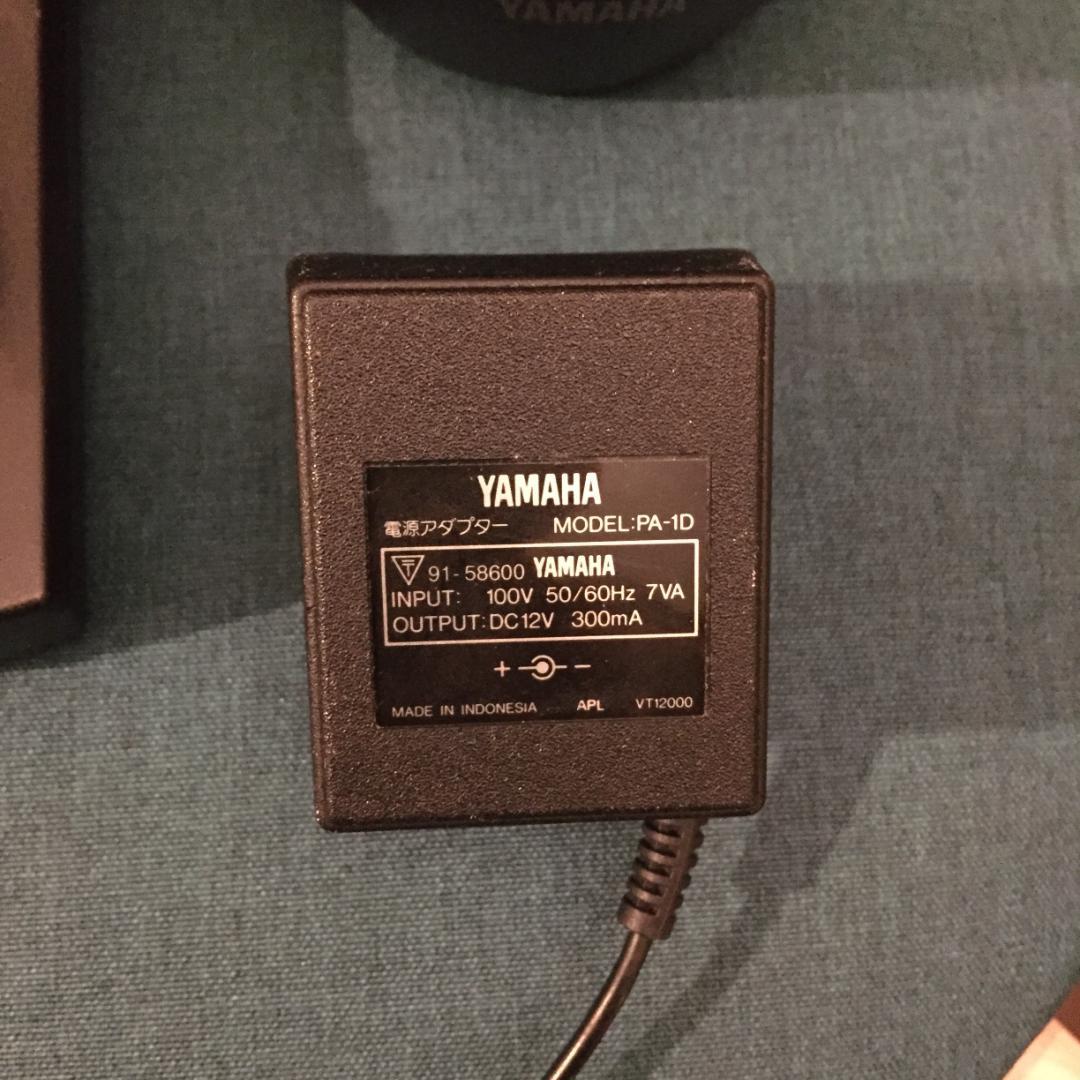 YAMAHA
YAMAHA
電源アダプター MODEL:PA-1D
〒 91-58600 YAMAHA
INPUT: 100V 50/60Hz 7VA
OUTPUT:DC12V 300mA
+ −
MADE IN INDONESIA APL VT12000